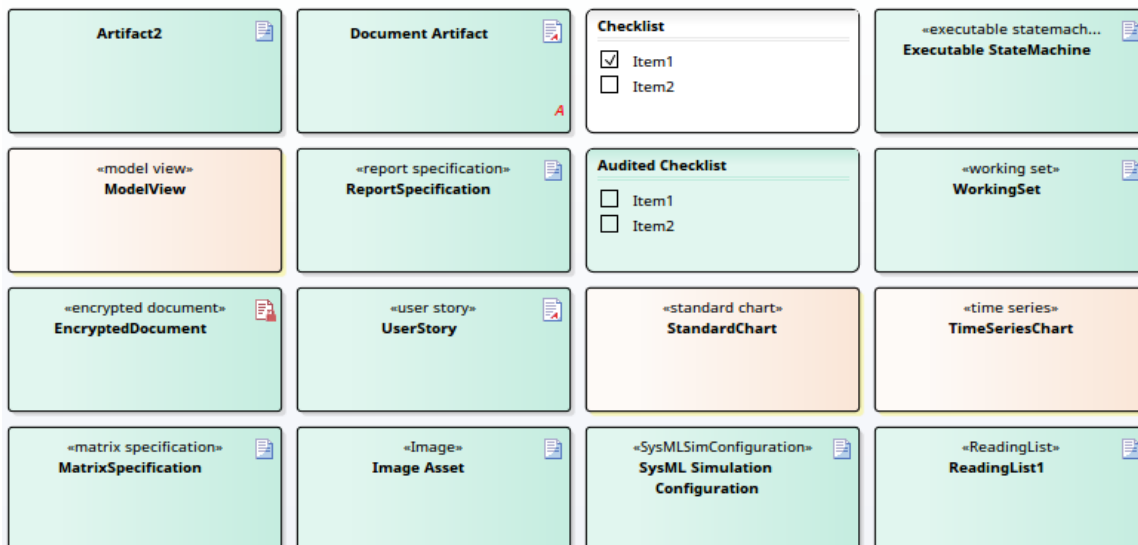 Artifact2
Document Artifact
A
Checklist
Item1
Item2
«executable statemach...
Executable StateMachine
«model view»
ModelView
«report specification»
ReportSpecification
Audited Checklist
Item1
Item2
«working set»
WorkingSet
«encrypted document»
EncryptedDocument
«user story»
UserStory
«standard chart»
StandardChart
«time series»
TimeSeriesChart
«matrix specification»
MatrixSpecification
«Image»
Image Asset
«SysMLSimConfiguration»
SysML Simulation
Configuration
«ReadingList»
ReadingList1